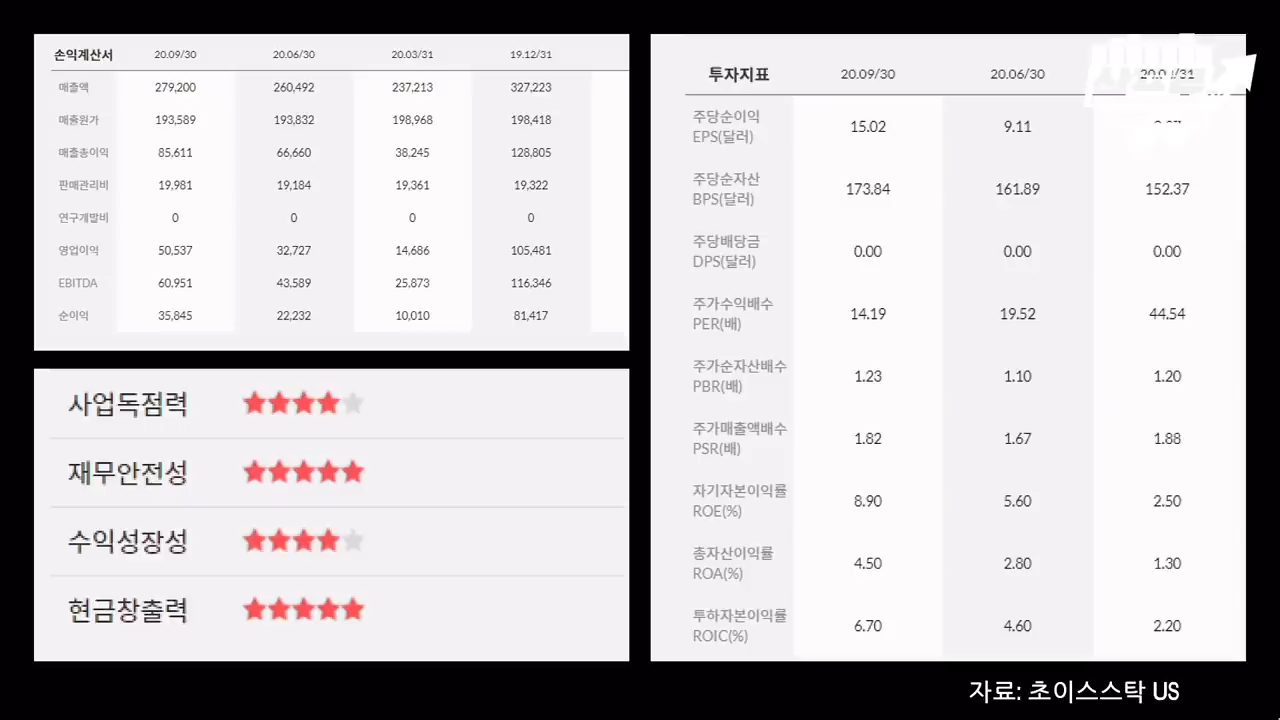 손익계산서 20.09/30 20.06/30 20.03/31 19.12/31
매출액 279,200 260,492 237,213 327,223
매출원가 193,589 193,832 198,968 198,418
매출총이익 85,611 66,660 38,245 128,805
판매관리비 19,981 19,184 19,361 19,322
연구개발비 0 0 0 0
영업이익 50,537 32,727 14,686 105,481
EBITDA 60,951 43,589 25,873 116,346
순이익 35,845 22,232 10,010 81,417
사업독점력
재무안전성
수익성장성
현금창출력
투자지표 20.09/30 20.06/30
주당순이익
EPS(달러) 15.02 9.11
주당순자산
BPS(달러) 173.84 161.89 152.37
주당배당금
DPS(달러) 0.00 0.00 0.00
주가수익배수
PER(배) 14.19 19.52 44.54
주가순자산배수
PBR(배) 1.23 1.10 1.20
주가매출액배수
PSR(배) 1.82 1.67 1.88
자기자본이익률
ROE(%) 8.90 5.60 2.50
총자산이익률
ROA(%) 4.50 2.80 1.30
투하자본이익률
ROIC(%) 6.70 4.60 2.20
자료: 초이스스탁 US